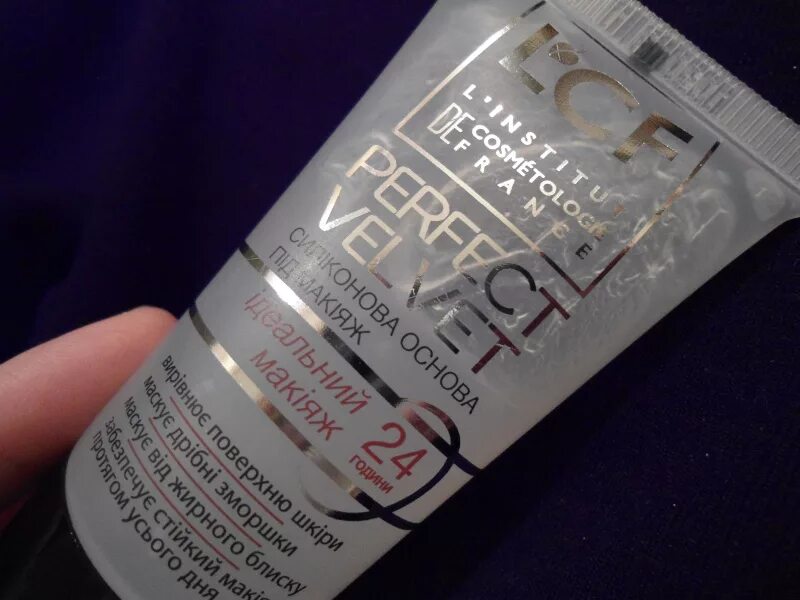 L'CF
L'INSTITUT
DE COSMÉTOLOGIE
FRANCE
PERFECT
VELVET
СИЛІКОНОВА ОСНОВА
ПІД МАКІЯЖ
ідеальний
макіяж 24
години
вирівнює поверхню шкіри
маскує дрібні зморшки
маскує від жирного блиску
забезпечує стійкий
протягом усього дня